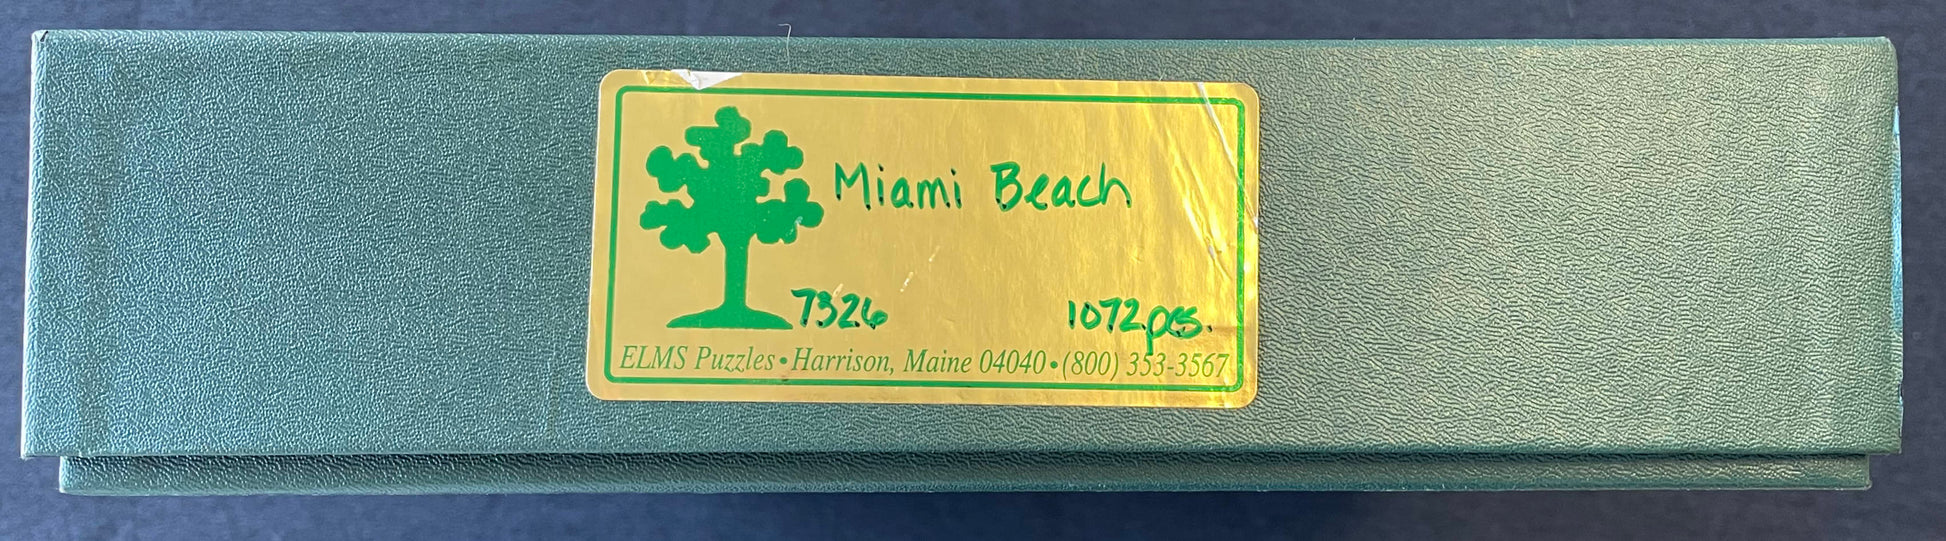 Miami Beach
7326 1072 pcs.
ELMS Puzzles • Harrison, Maine 04040 • (800) 353-3567